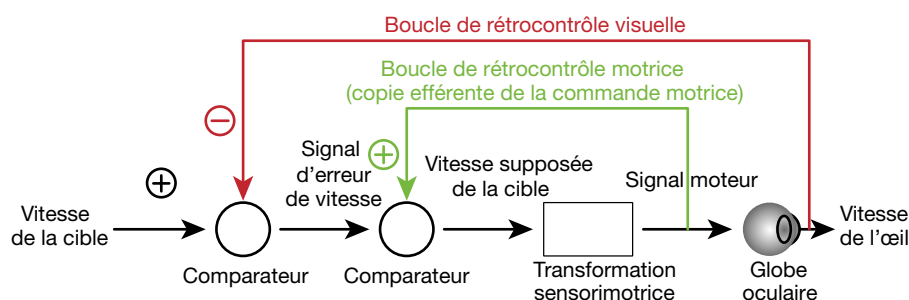 Boucle de rétrocontrôle visuelle
Boucle de rétrocontrôle motrice
(copie efférente de la commande motrice)
Signal
d’erreur
de vitesse
Vitesse supposée
de la cible
Signal moteur
Vitesse
de la cible
Vitesse
de l’œil
Comparateur
Comparateur
Transformation
sensorimotrice
Globe
oculaire